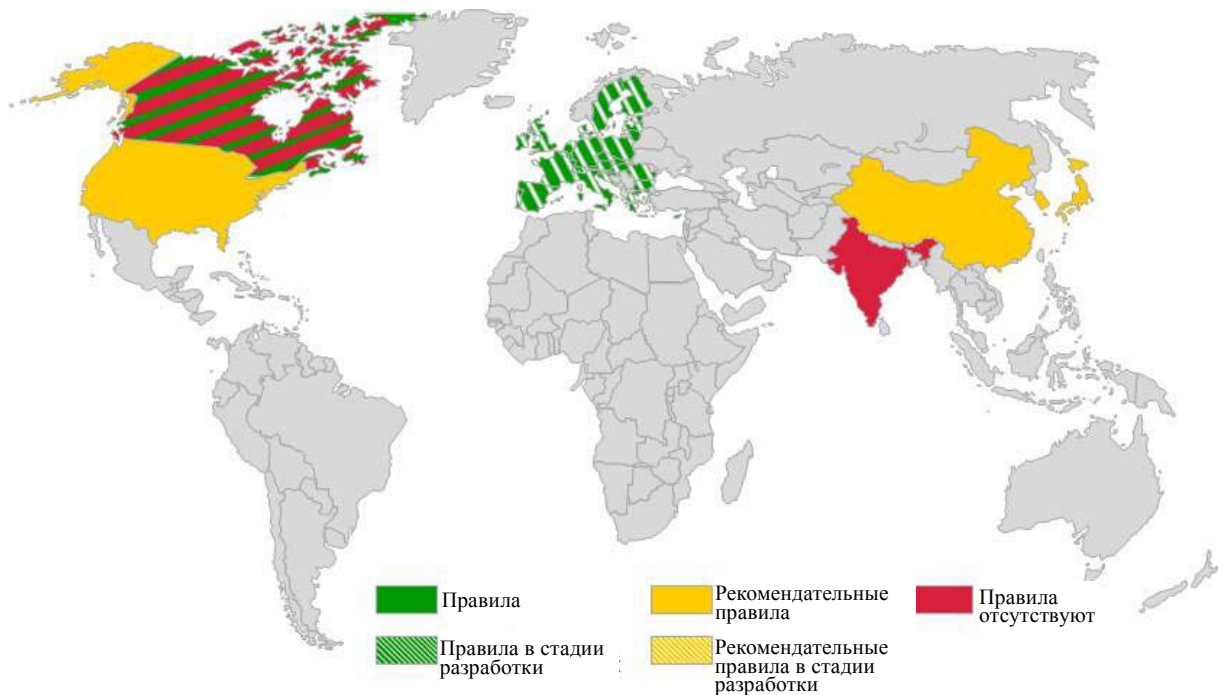 Правила
Рекомендательные
правила
Правила
отсутствуют
Правила в стадии
разработки
:
Рекомендательные
правила в стадии
разработки